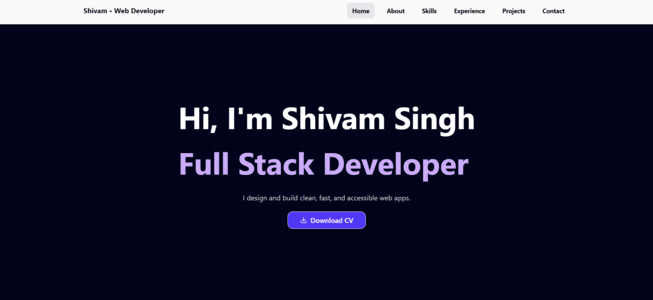 Shivam • Web Developer
Home About Skills Experience Projects Contact
Hi, I'm Shivam Singh
Full Stack Developer
I design and build clean, fast, and accessible web apps.
Download CV